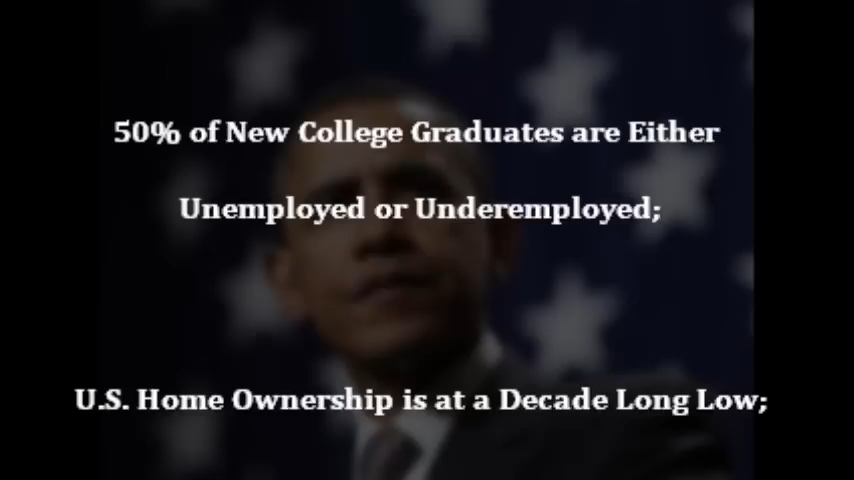 50% of New College Graduates are Either
Unemployed or Underemployed;
U.S. Home Ownership is at a Decade Long Low;